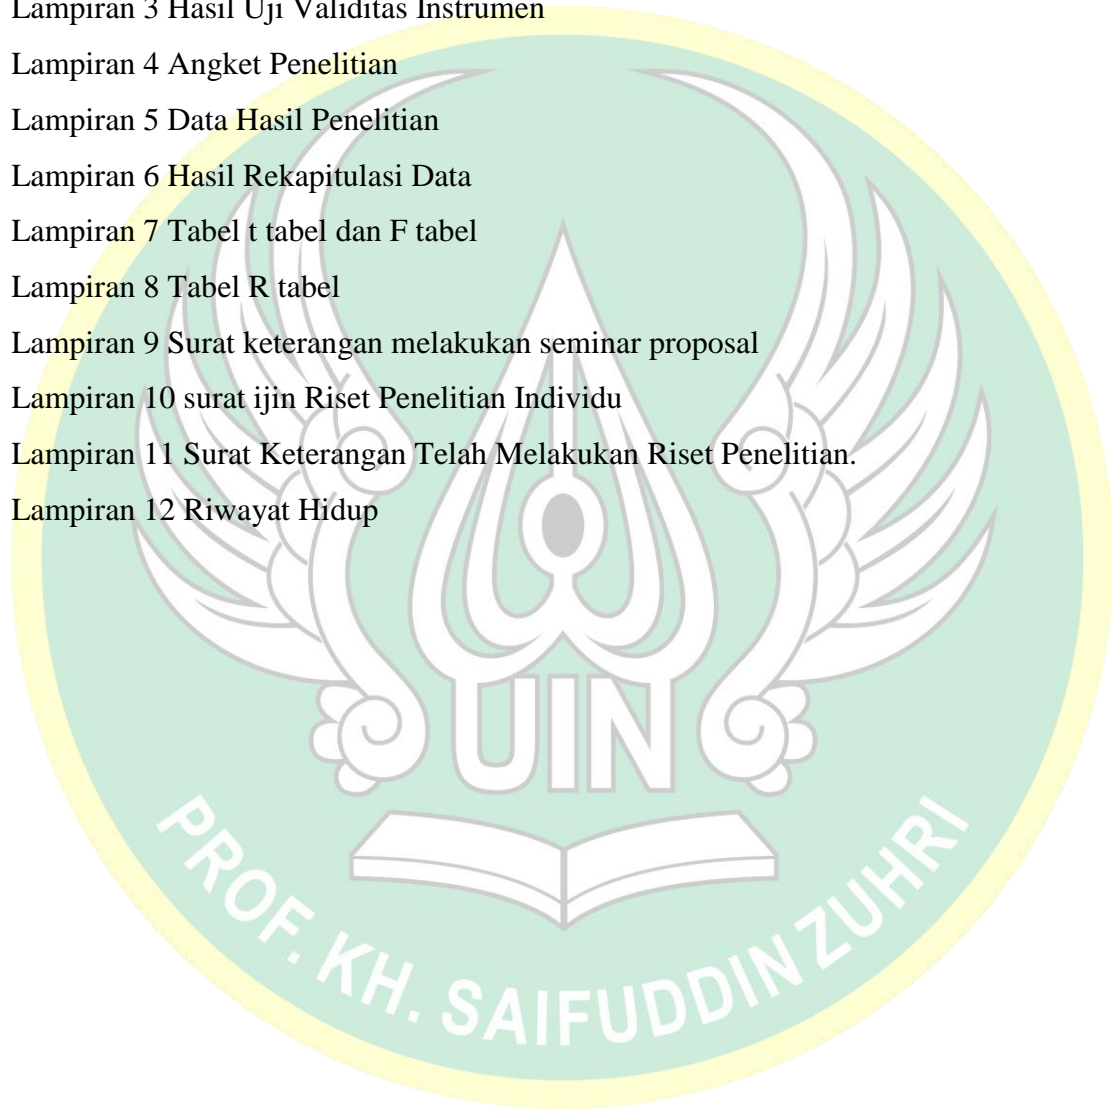 Lampiran 3 Hasil Uji Validitas Instrumen
Lampiran 4 Angket Penelitian
Lampiran 5 Data Hasil Penelitian
Lampiran 6 Hasil Rekapitulasi Data
Lampiran 7 Tabel t tabel dan F tabel
Lampiran 8 Tabel R tabel
Lampiran 9 Surat keterangan melakukan seminar proposal
Lampiran 10 surat ijin Riset Penelitian Individu
Lampiran 11 Surat Keterangan Telah Melakukan Riset Penelitian.
Lampiran 12 Riwayat Hidup
UIN
PROF. KH. SAIFUDDIN ZUHRI